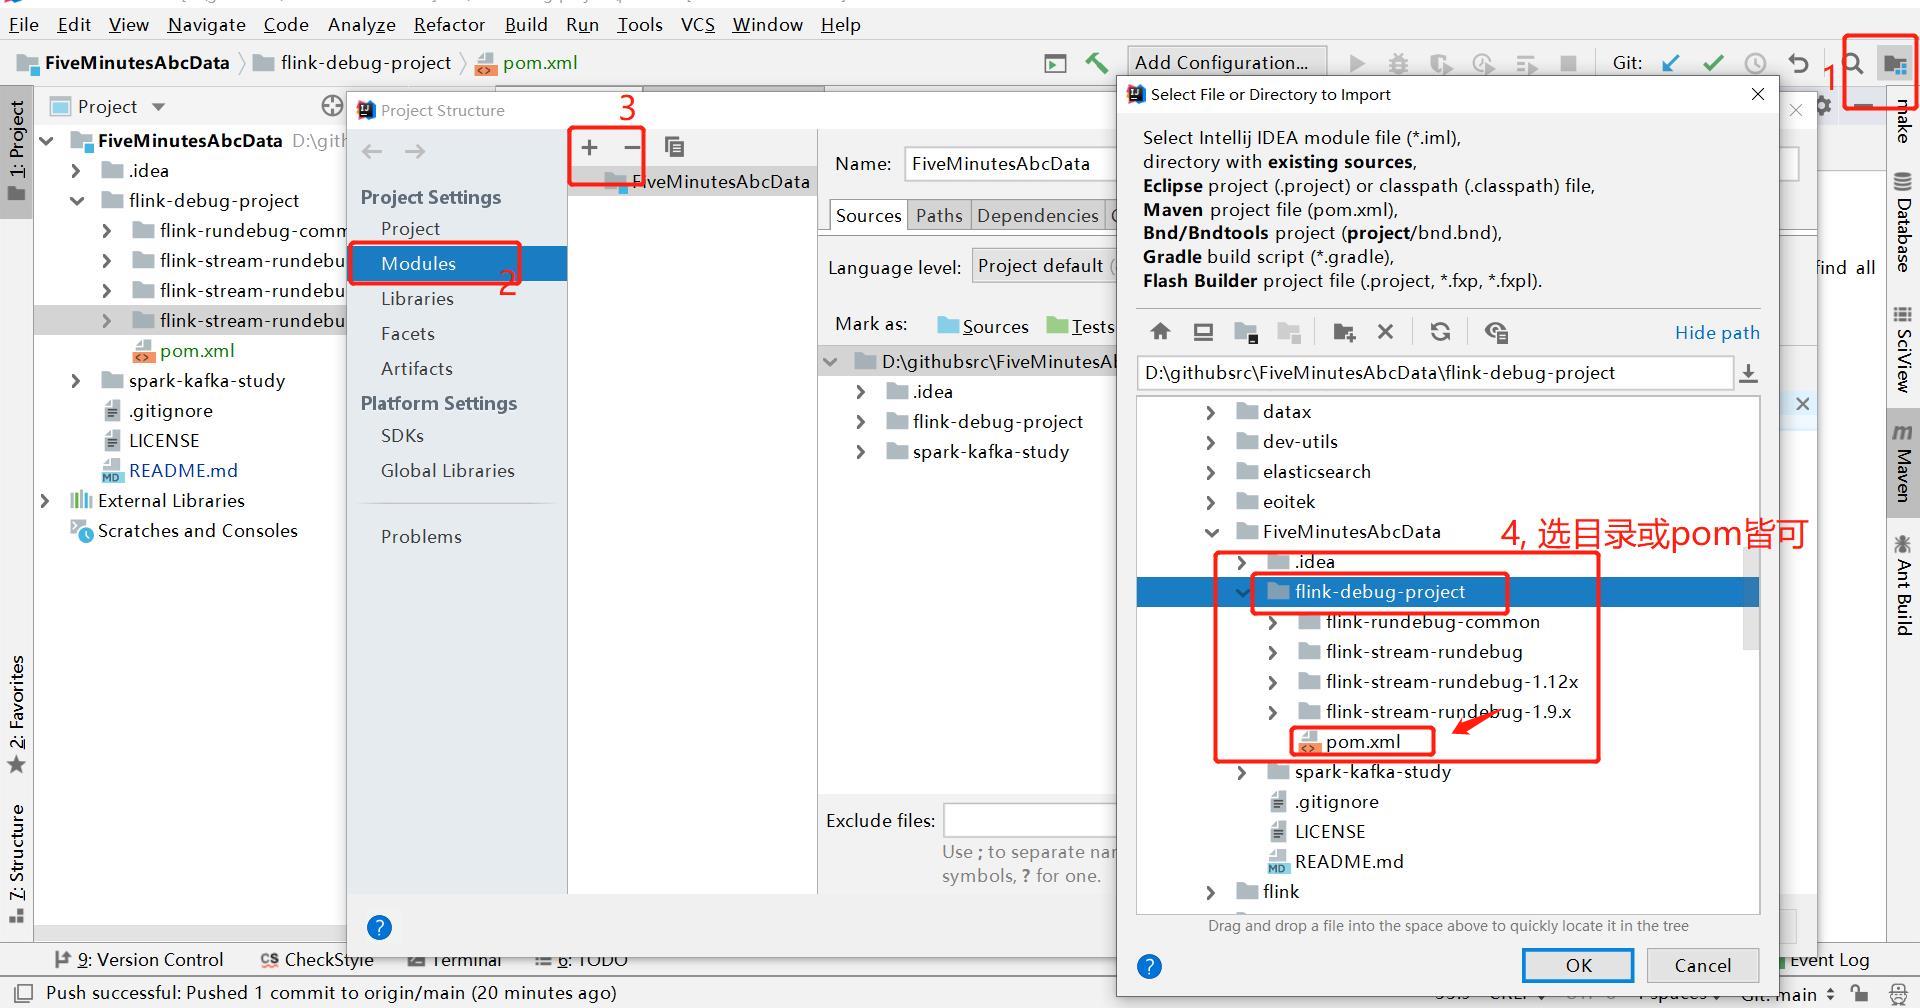 File Edit View Navigate Code Analyze Refactor Build Run Tools VCS Window Help
FiveMinutesAbcData flink-debug-project pom.xml
Add Configuration...
Git:
1
Project
1: Project
FiveMinutesAbcData
.idea
flink-debug-project
flink-rundebug-comm
flink-stream-rundebu
flink-stream-rundebu
flink-stream-rundebu
pom.xml
spark-kafka-study
.gitignore
LICENSE
README.md
External Libraries
Scratches and Consoles
2: Favorites
7: Structure
Project Structure
Project Settings
Project
Modules
2
Libraries
Facets
Artifacts
Platform Settings
SDKs
Global Libraries
Problems
3
FiveMinutesAbcData
Name: FiveMinutesAbcData
Sources Paths Dependencies
Language level: Project default
Mark as: Sources Tests
D:\githubsrc\FiveMinutesAb
.idea
flink-debug-project
spark-kafka-study
Exclude files:
Use ; to separate nar
symbols, ? for one.
Select File or Directory to Import
Select Intellij IDEA module file (*.iml),
directory with existing sources,
Eclipse project (.project) or classpath (.classpath) file,
Maven project file (pom.xml),
Bnd/Bndtools project (project/bnd.bnd),
Gradle build script (*.gradle),
Flash Builder project file (.project, *.fxp, *.fxpl).
Hide path
D:\githubsrc\FiveMinutesAbcData\flink-debug-project
datax
dev-utils
elasticsearch
eoitek
FiveMinutesAbcData
4, 选目录或pom皆可
.idea
flink-debug-project
flink-rundebug-common
flink-stream-rundebug
flink-stream-rundebug-1.12x
flink-stream-rundebug-1.9.x
pom.xml
spark-kafka-study
.gitignore
LICENSE
README.md
flink
Drag and drop a file into the space above to quickly locate it in the tree
OK Cancel
find all
make
Database
SciView
Maven
Ant Build
9: Version Control CheckStyle Terminal 6: TODO
Event Log
Push successful: Pushed 1 commit to origin/main (20 minutes ago)
Git: main